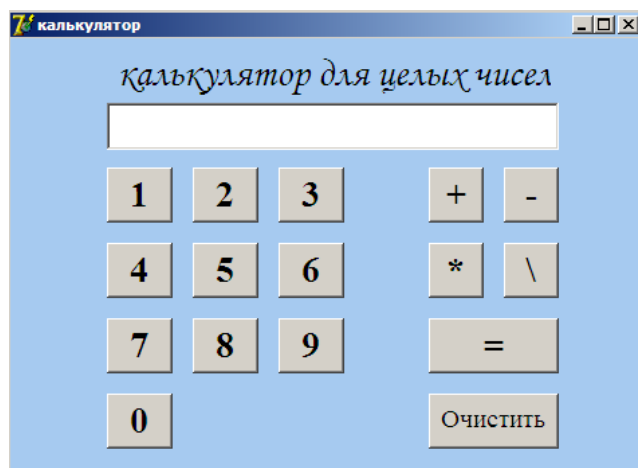 калькулятор
калькулятор для целых чисел
1 2 3 + -
4 5 6 * \
7 8 9 =
0 Очистить